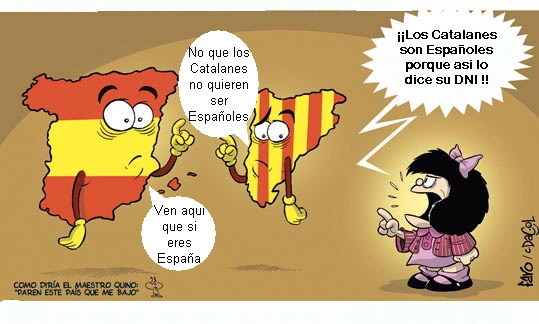 No que los
Catalanes
no quieren
ser
Españoles
¡¡Los Catalanes
son Españoles
porque asi lo
dice su DNI !!
Ven aqui
que si
eres
España
COMO DIRÍA EL MAESTRO QUINO:
"PAREN ESTE PAÍS QUE ME BAJO"